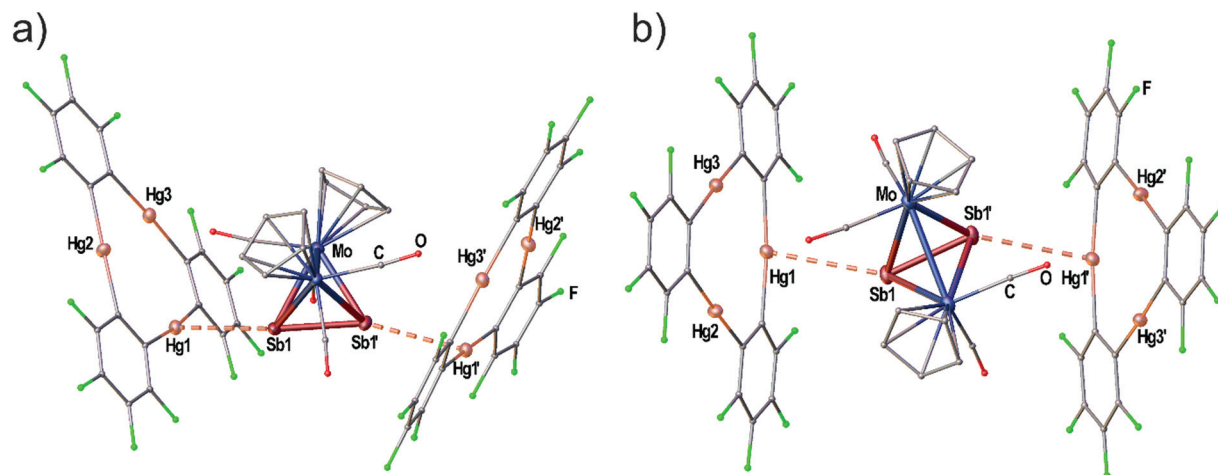 a)
Hg3
Hg2
Hg1
Mo
C
O
Sb1
Sb1'
Hg3'
Hg2'
F
Hg1'
b)
F
Hg3
Mo
Hg2'
Sb1'
Hg1
Sb1
O
Hg1'
C
Hg2
Hg3'